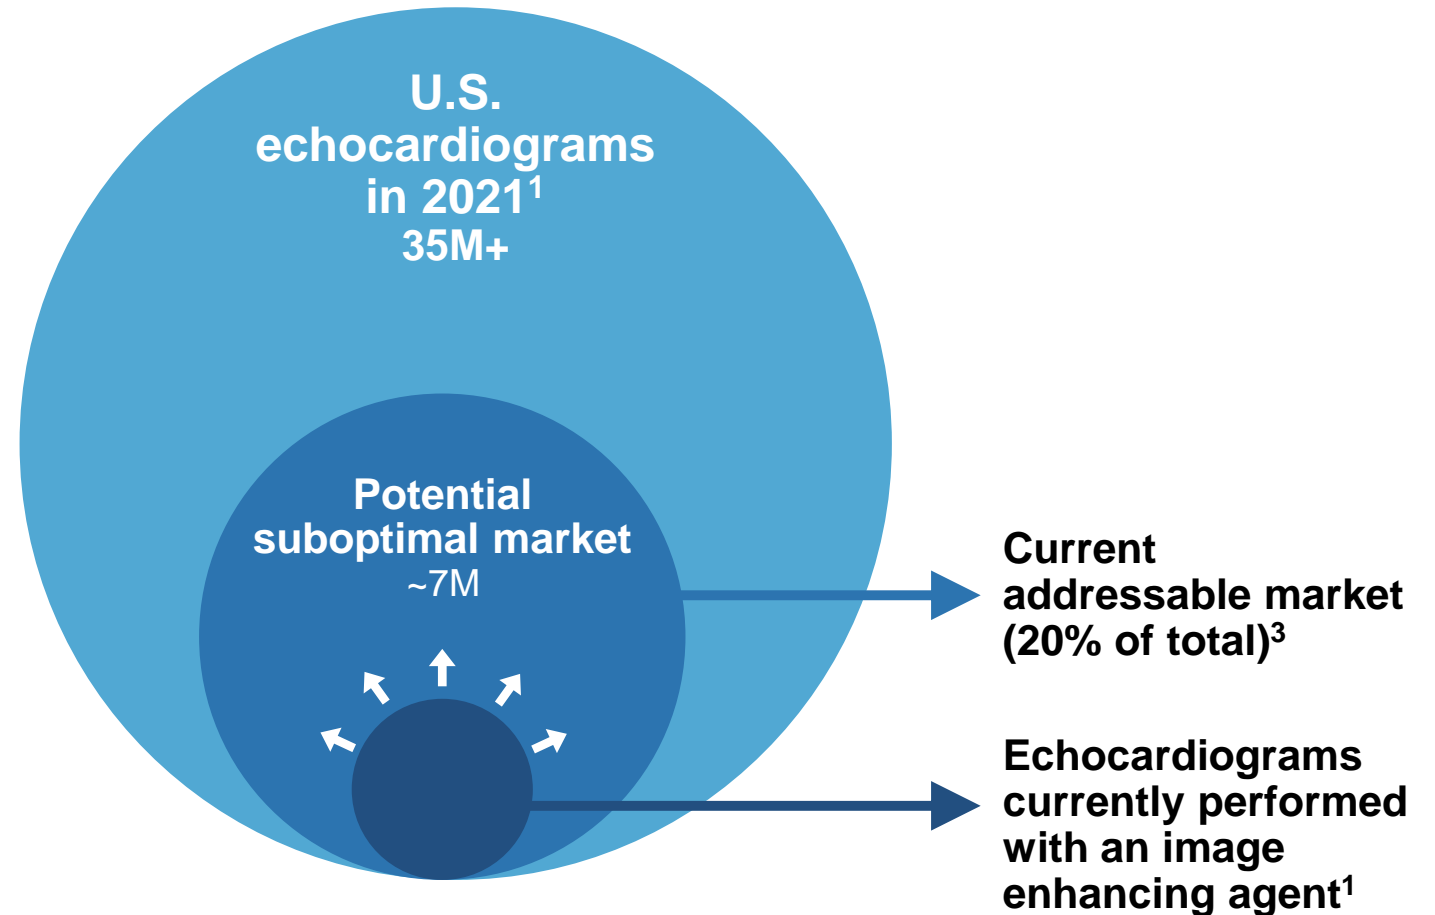 U.S.
echocardiograms
in 2021¹
35M+
Potential
suboptimal market
~7M
Current
addressable market
(20% of total)³
Echocardiograms
currently performed
with an image
enhancing agent¹